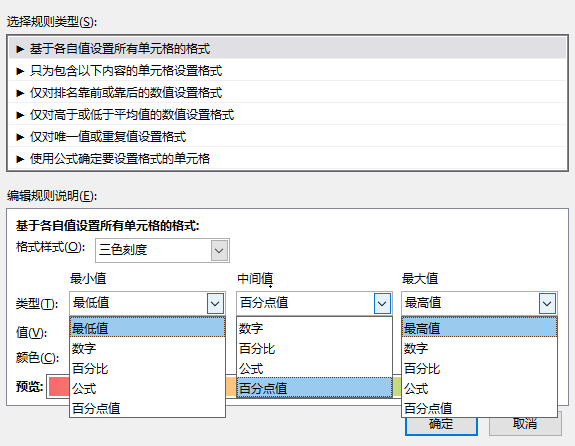 选择规则类型(S):
► 基于各自值设置所有单元格的格式
► 只为包含以下内容的单元格设置格式
► 仅对排名靠前或靠后的数值设置格式
► 仅对高于或低于平均值的数值设置格式
► 仅对唯一值或重复值设置格式
► 使用公式确定要设置格式的单元格
编辑规则说明(E):
基于各自值设置所有单元格的格式:
格式样式(O): 三色刻度
最小值 中间值 最大值
类型(T): 最低值 百分点值 最高值
值(V): 最低值 数字 最高值
数字 百分比 数字
颜色(C): 百分比 公式 百分比
预览: 公式 百分点值 公式
百分点值 百分点值
确定 取消